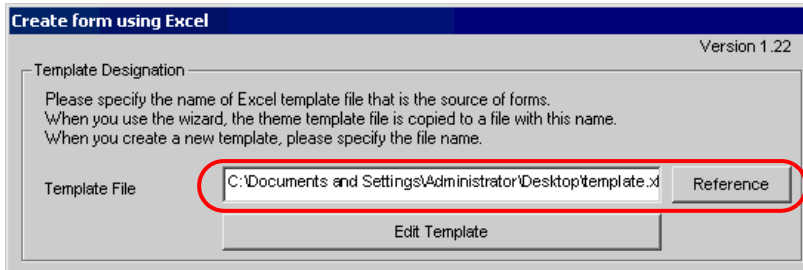 Create form using Excel
Version 1.22
Template Designation
Please specify the name of Excel template file that is the source of forms.
When you use the wizard, the theme template file is copied to a file with this name.
When you create a new template, please specify the file name.
Template File C:\Documents and Settings\Administrator\Desktop\template.xl Reference
Edit Template